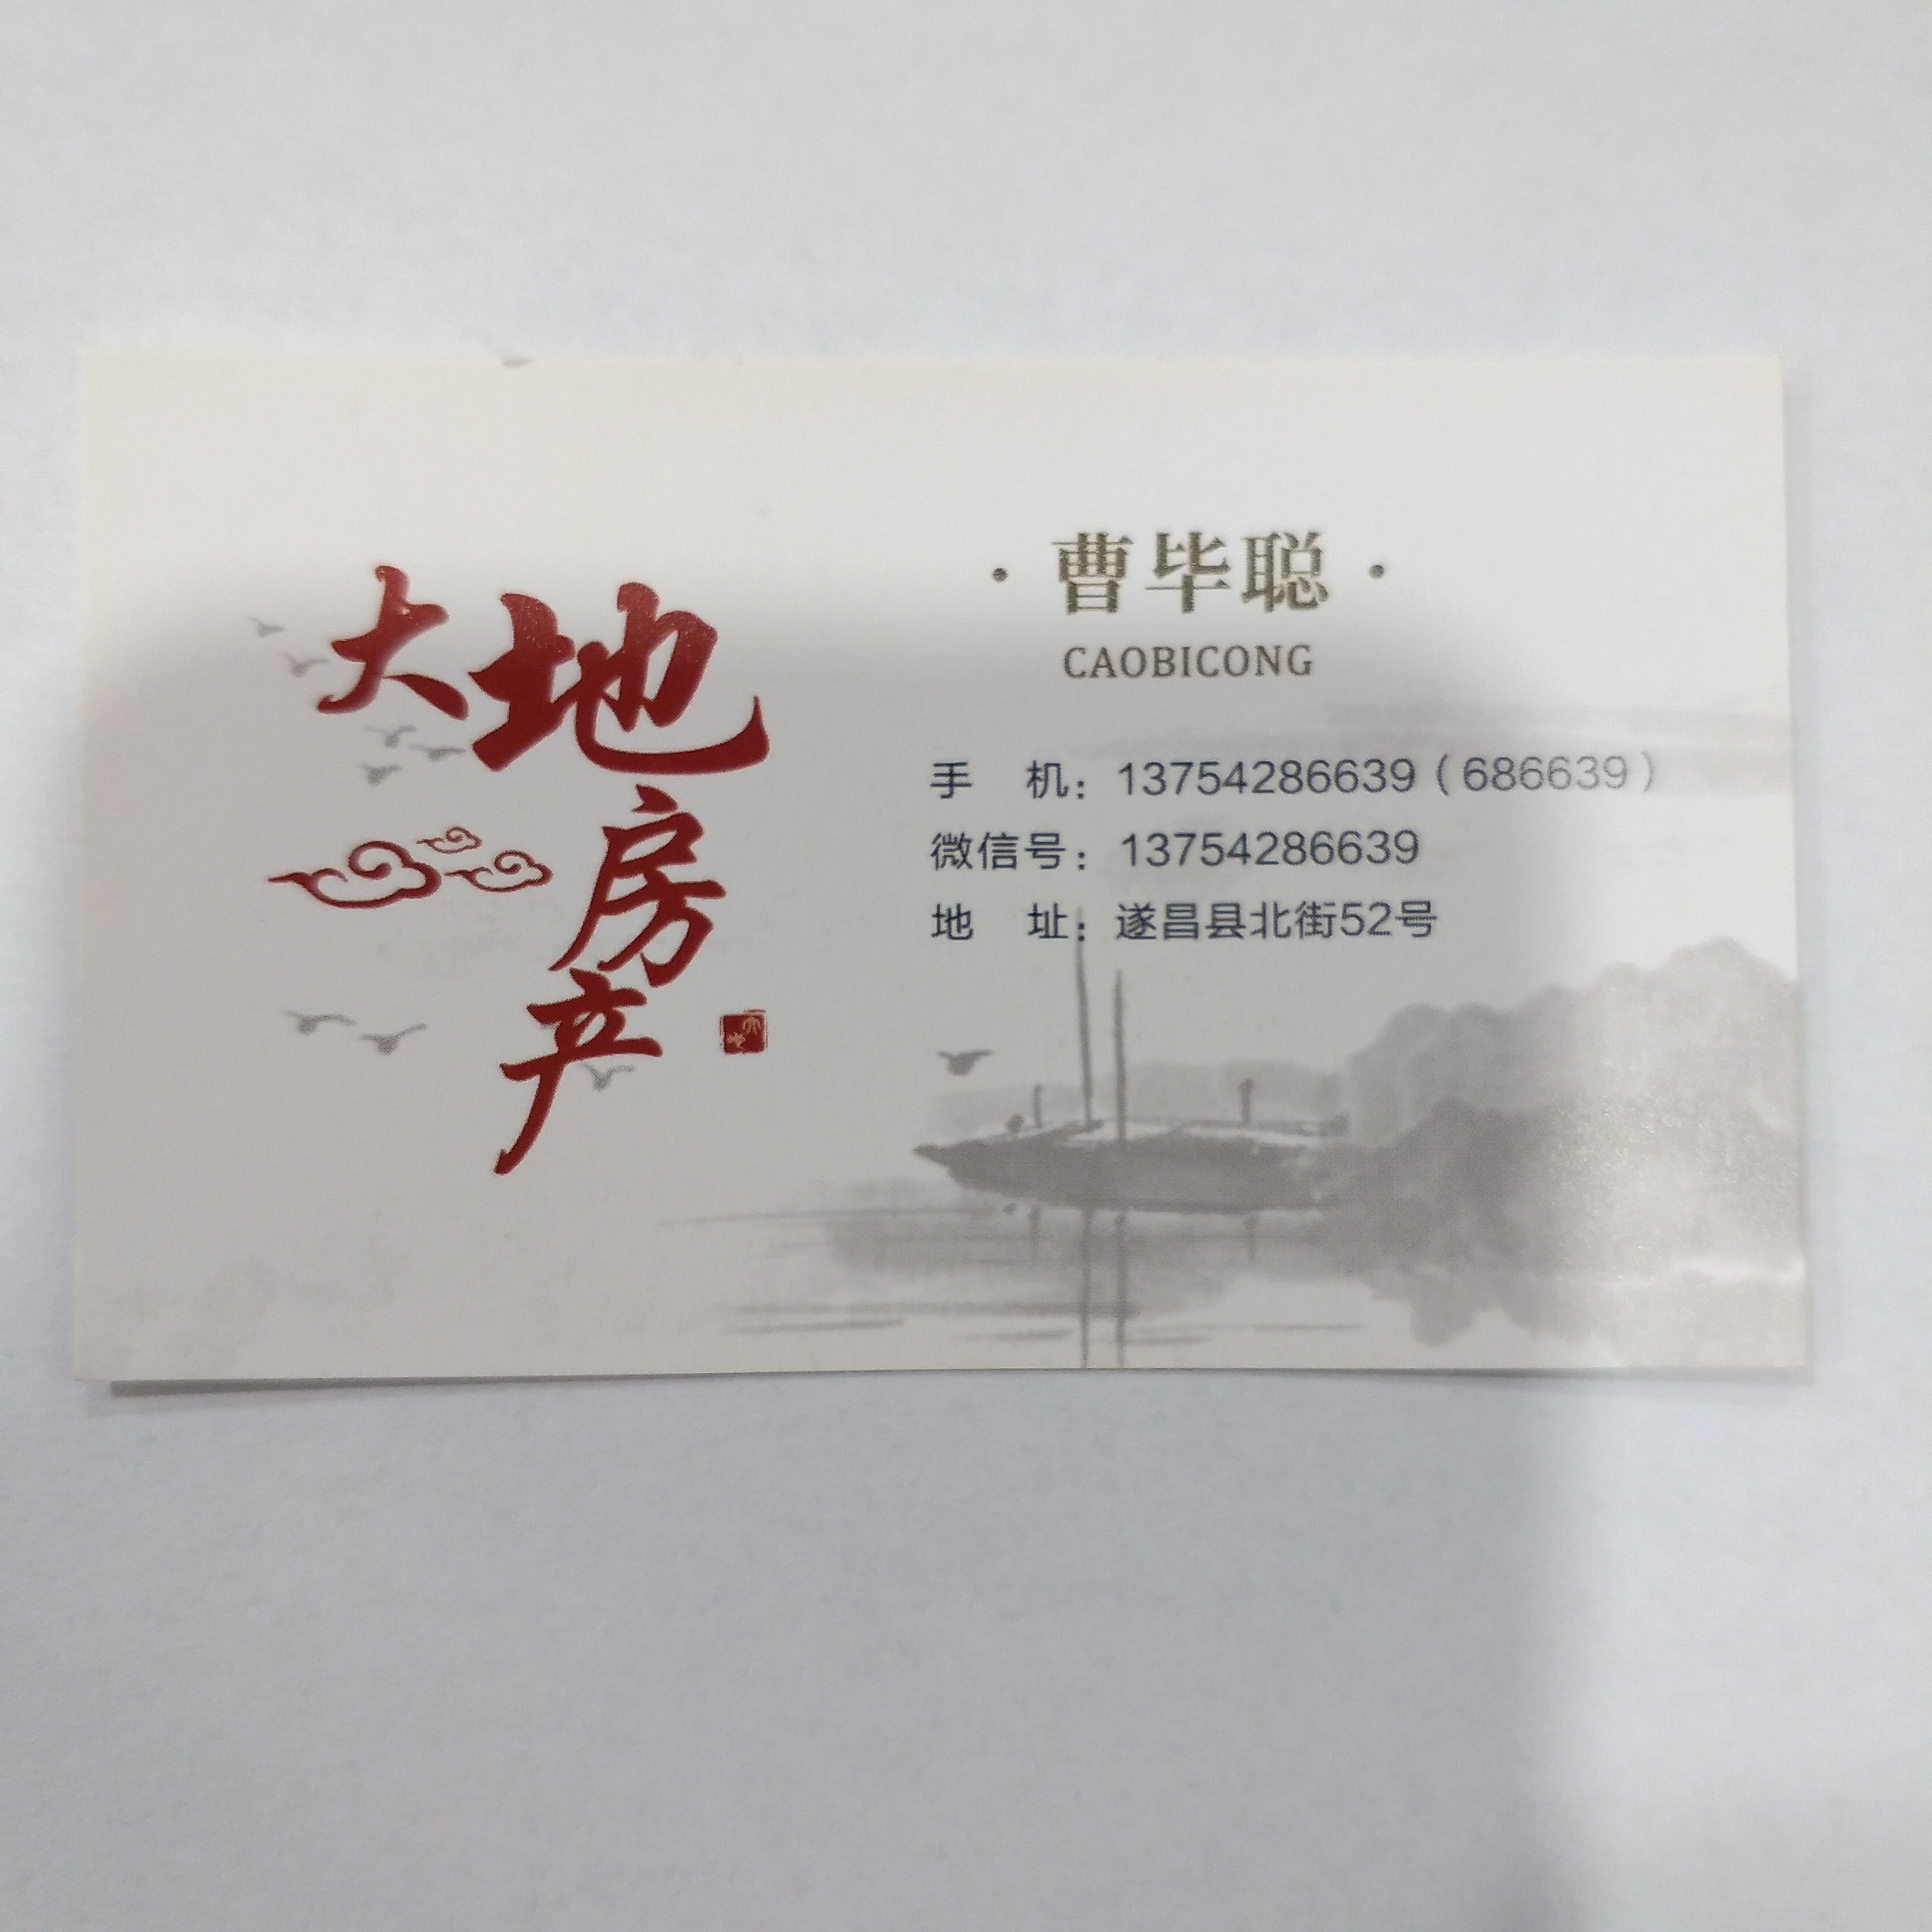 大地
房
产
·曹毕聪·
CAOBICONG
手 机：13754286639（686639）
微信号：13754286639
地 址：遂昌县北街52号